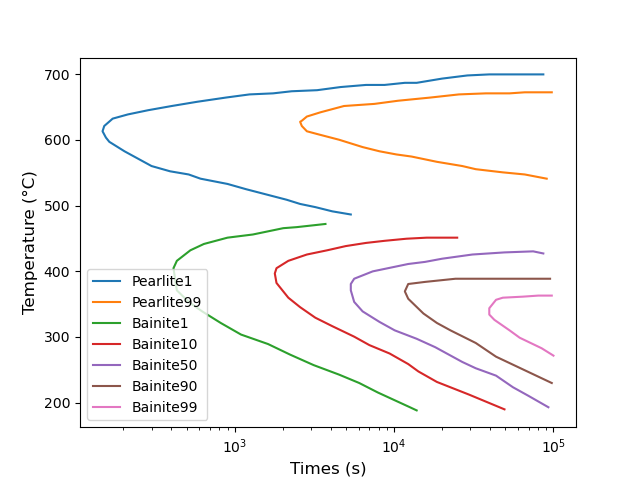 700
600
500
400
300
200
Temperature (°C)
Pearlite1
Pearlite99
Bainite1
Bainite10
Bainite50
Bainite90
Bainite99
10³
10⁴
10⁵
Times (s)